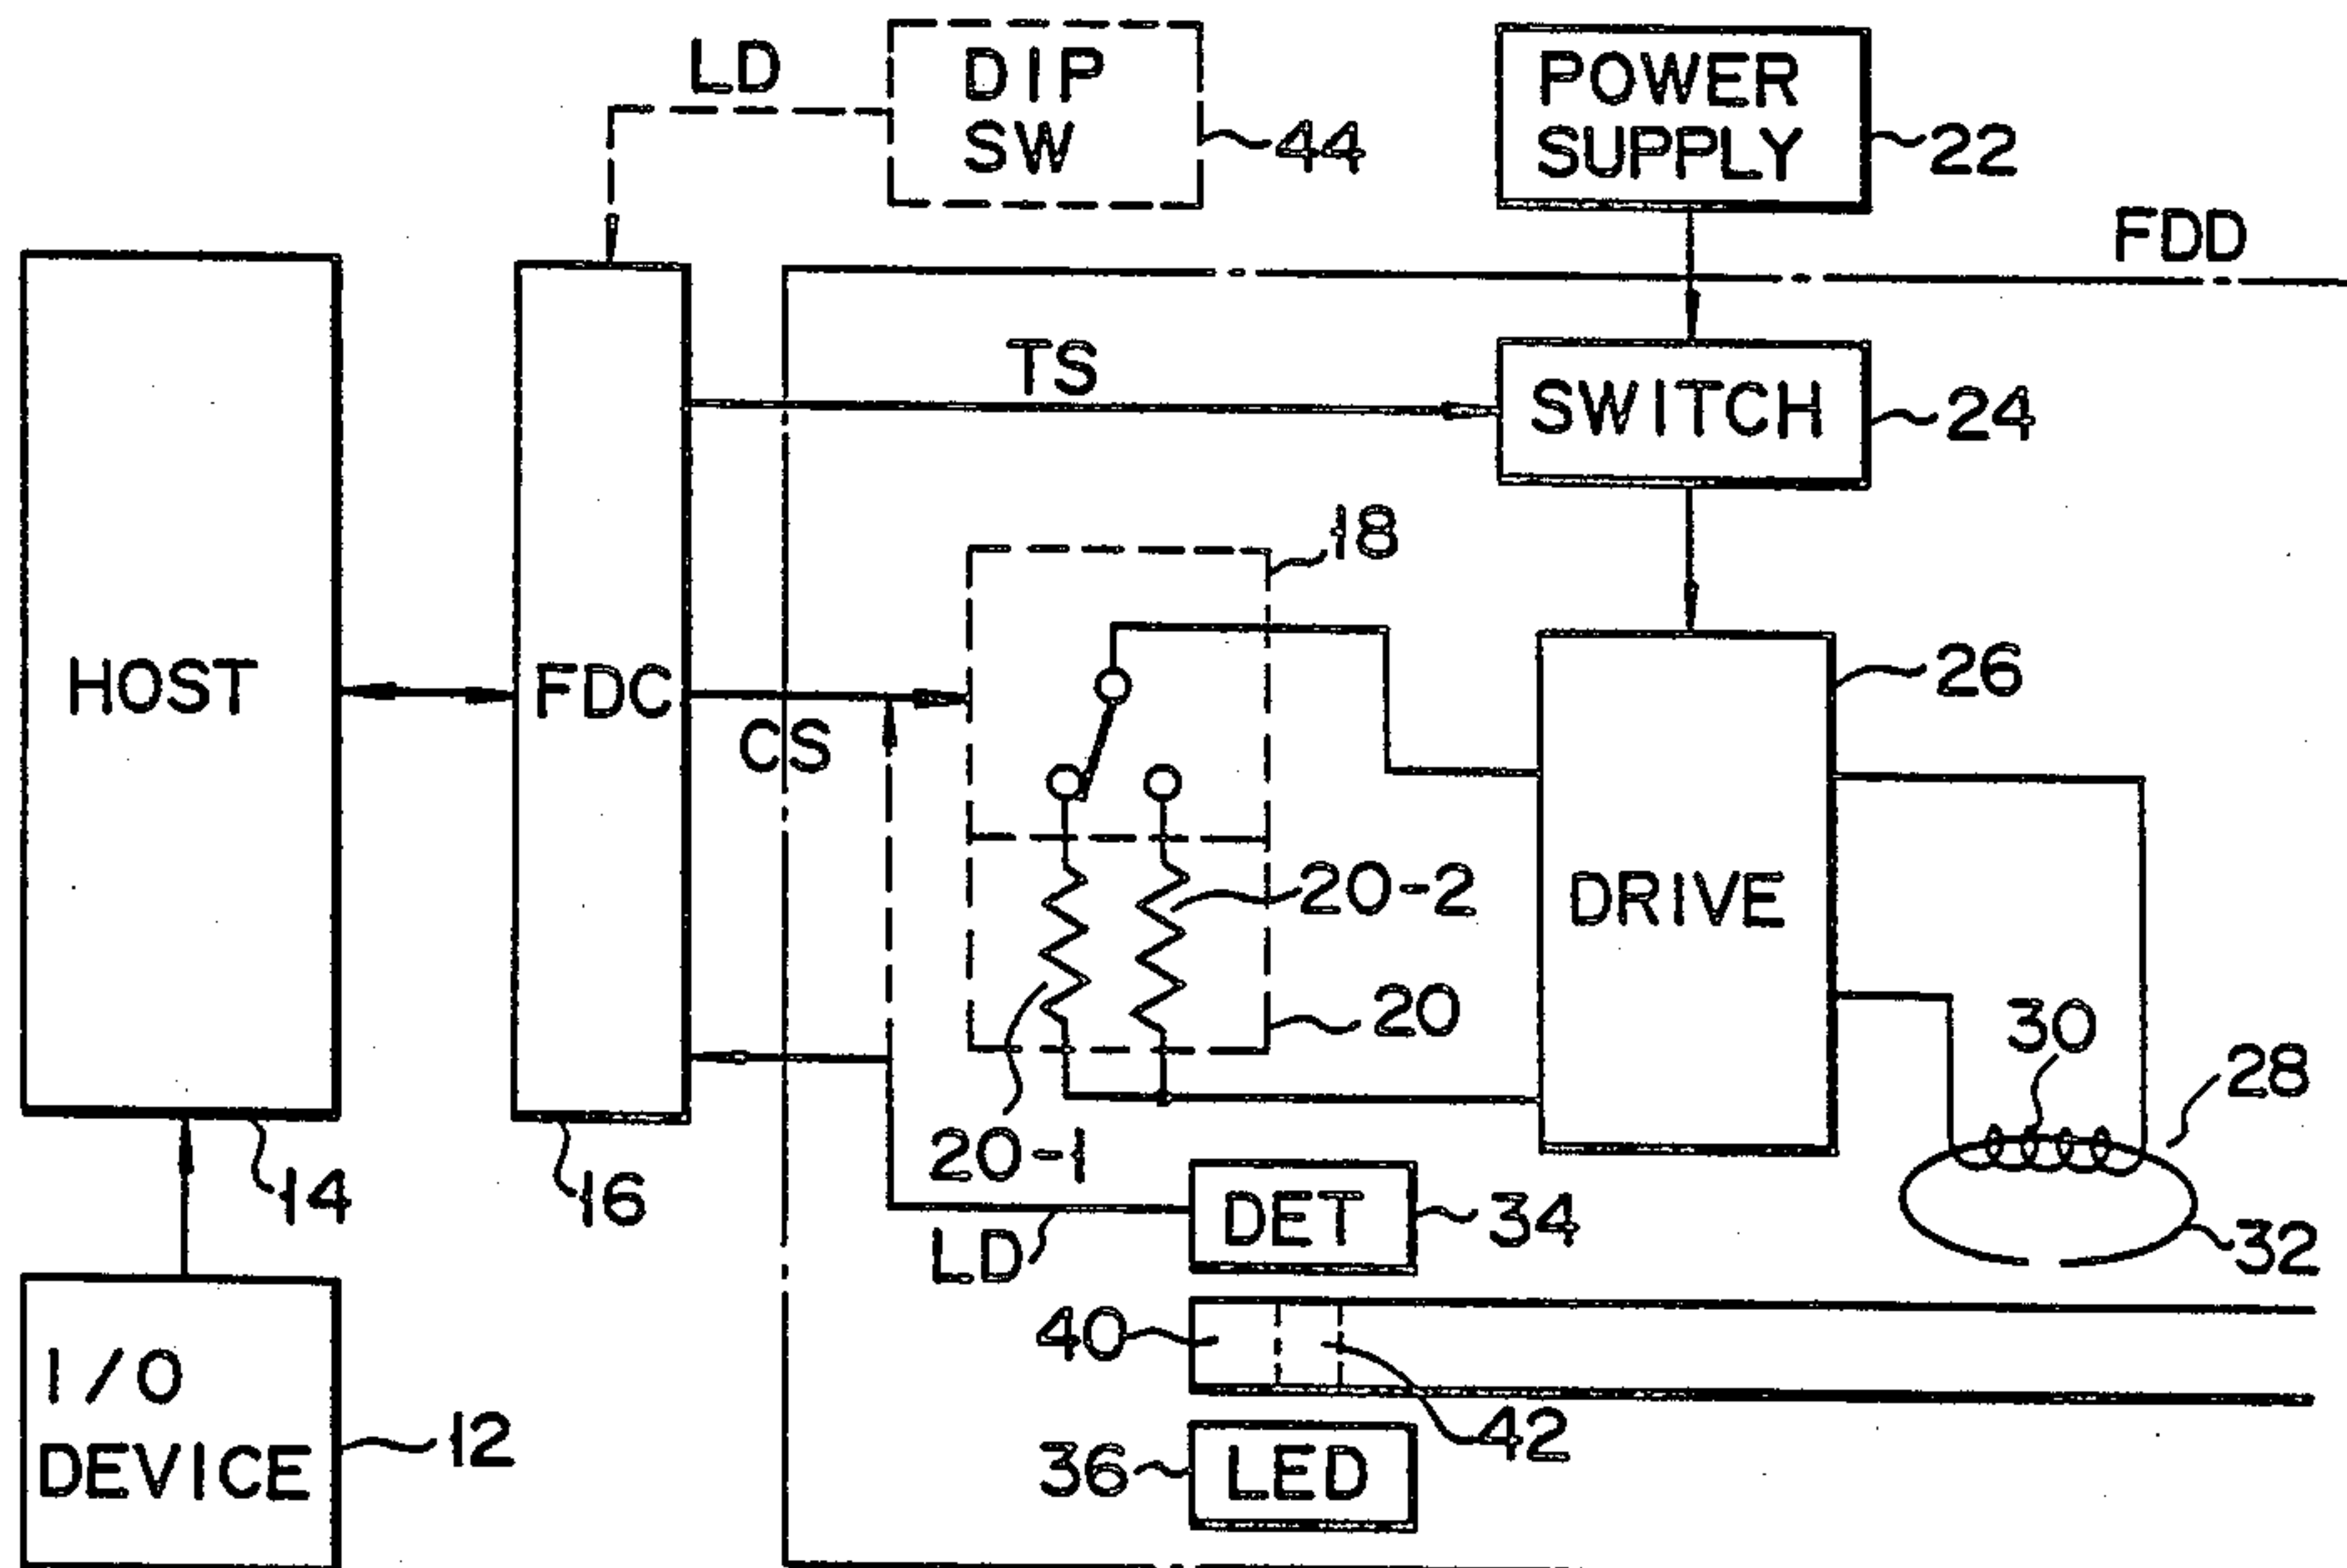 LD
DIP
SW
44
POWER
SUPPLY
22
FDD
TS
SWITCH
24
18
HOST
FDC
CS
26
20-2
DRIVE
20
30
28
20-1
14
16
DET
34
LD
32
40
I/O
DEVICE
12
42
36
LED